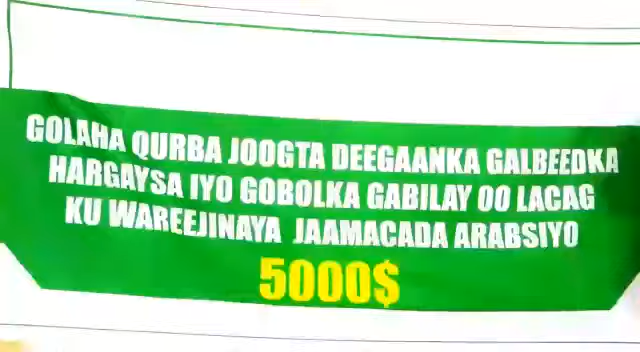 GOLAHA QURBA JOOGTA DEEGAANKA GALBEEDKA
HARGAYSA IYO GOBOLKA GABILAY OO LACAG
KU WAREEJINAYA JAAMACADA ARABSIYO
5000$